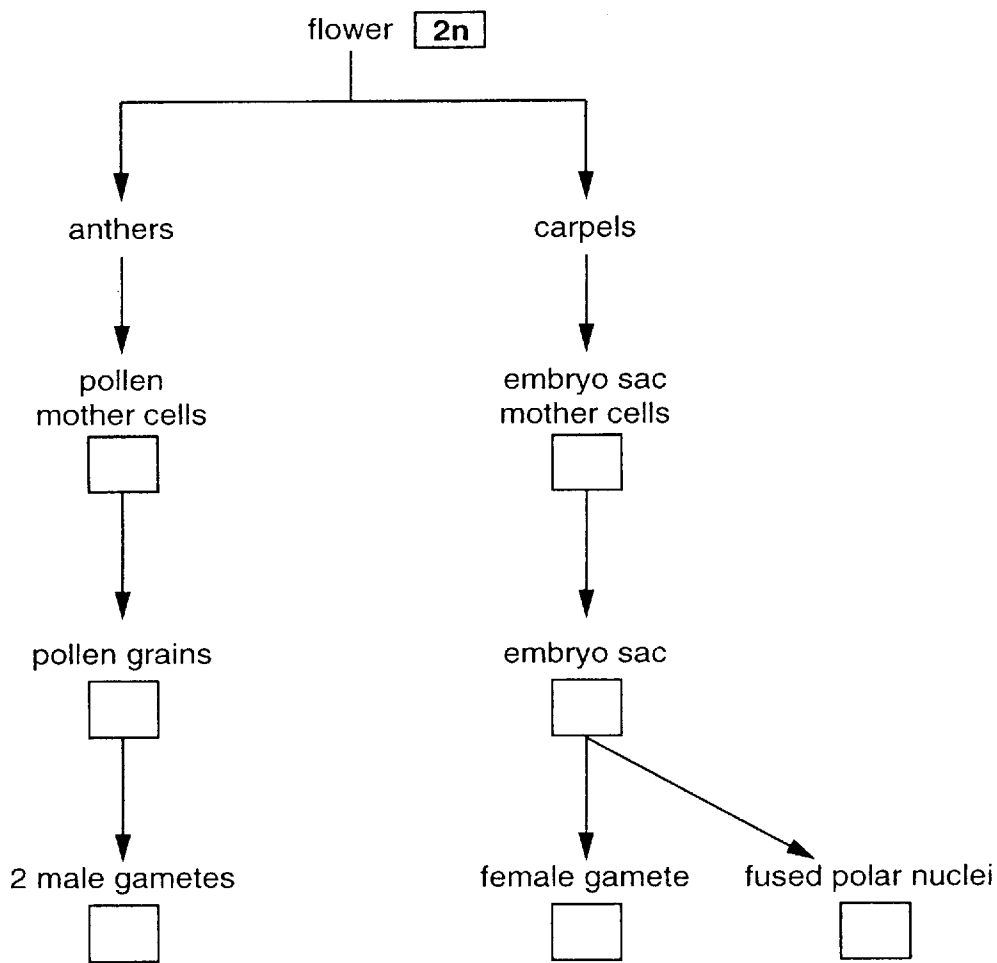 flower 2n
anthers
carpels
pollen
mother cells
embryo sac
mother cells
pollen grains
embryo sac
2 male gametes
female gamete
fused polar nuclei